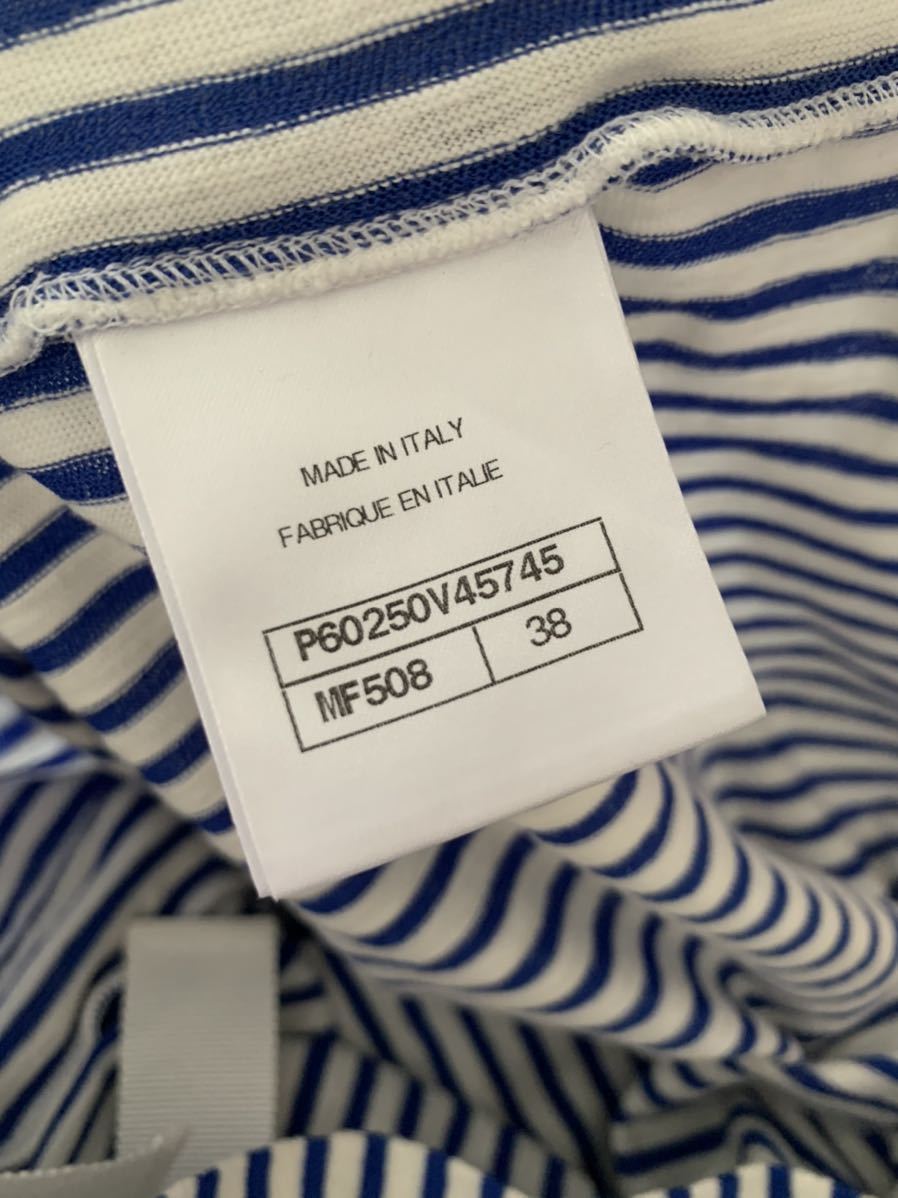 MADE IN ITALY
FABRIQUE EN ITALIE
P60250V45745
MF508 38